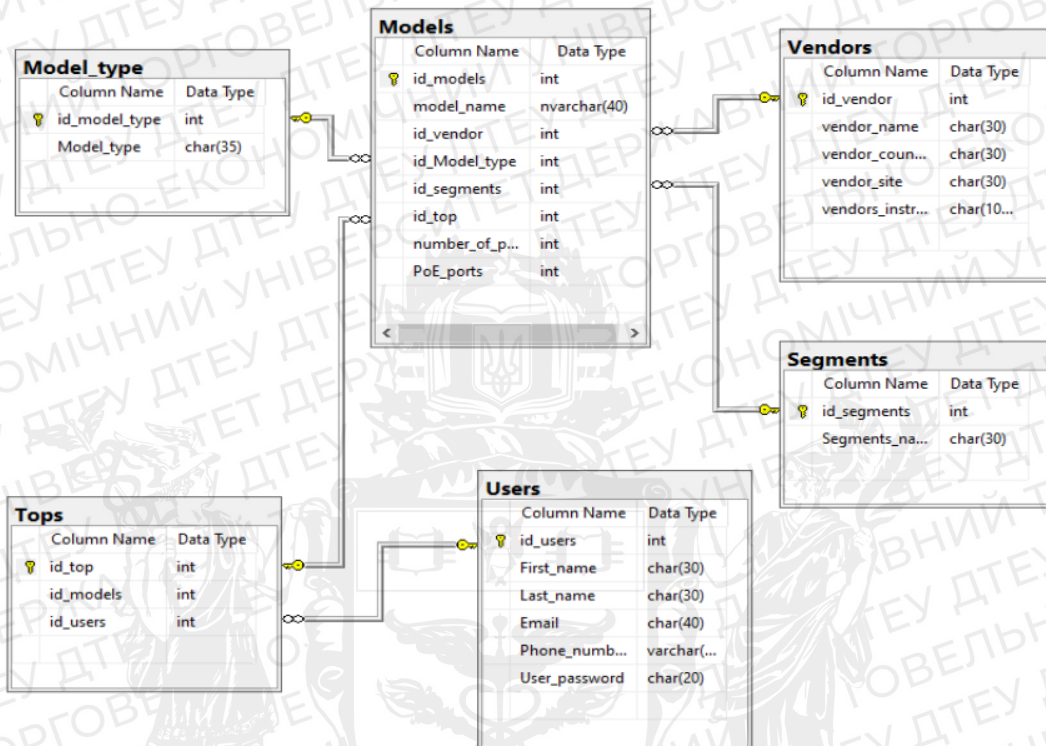 Model_type
Column Name Data Type
id_model_type int
Model_type char(35)
Models
Column Name Data Type
id_models int
model_name nvarchar(40)
id_vendor int
id_Model_type int
id_segments int
id_top int
number_of_p... int
PoE_ports int
Vendors
Column Name Data Type
id_vendor int
vendor_name char(30)
vendor_coun... char(30)
vendor_site char(30)
vendors_instr... char(10...
Segments
Column Name Data Type
id_segments int
Segments_na... char(30)
Tops
Column Name Data Type
id_top int
id_models int
id_users int
Users
Column Name Data Type
id_users int
First_name char(30)
Last_name char(30)
Email char(40)
Phone_numb... varchar(...
User_password char(20)